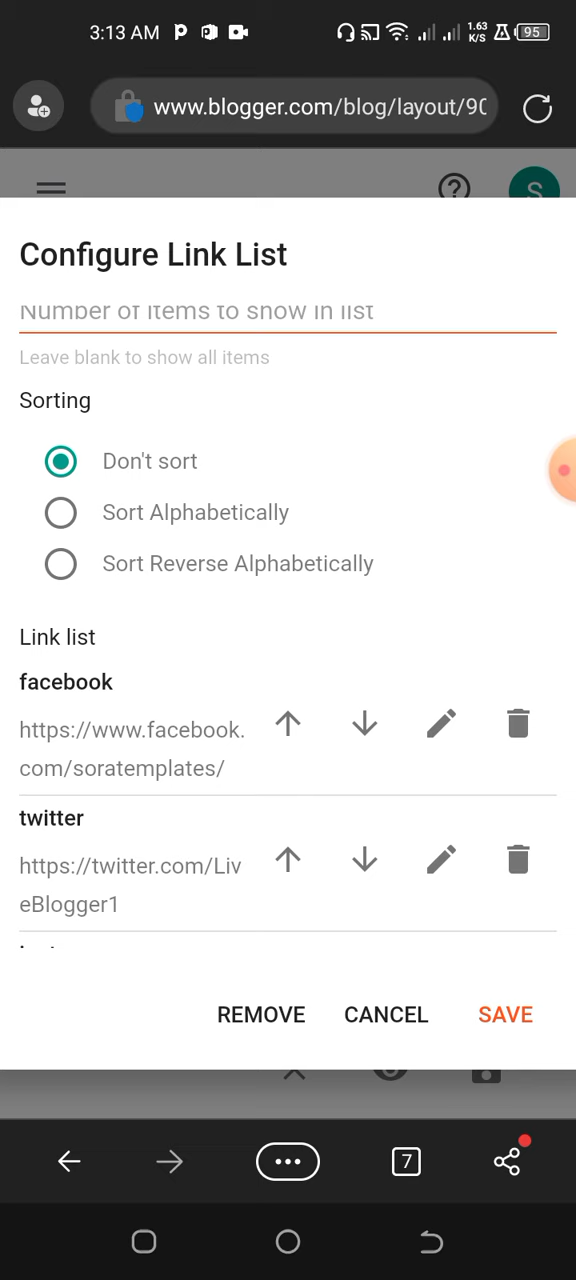 3:13 AM
1.63
K/S
95
www.blogger.com/blog/layout/90
S
Configure Link List
Number of items to show in list
Leave blank to show all items
Sorting
Don't sort
Sort Alphabetically
Sort Reverse Alphabetically
Link list
facebook
https://www.facebook.
com/soratemplates/
twitter
https://twitter.com/Liv
eBlogger1
REMOVE CANCEL SAVE
7